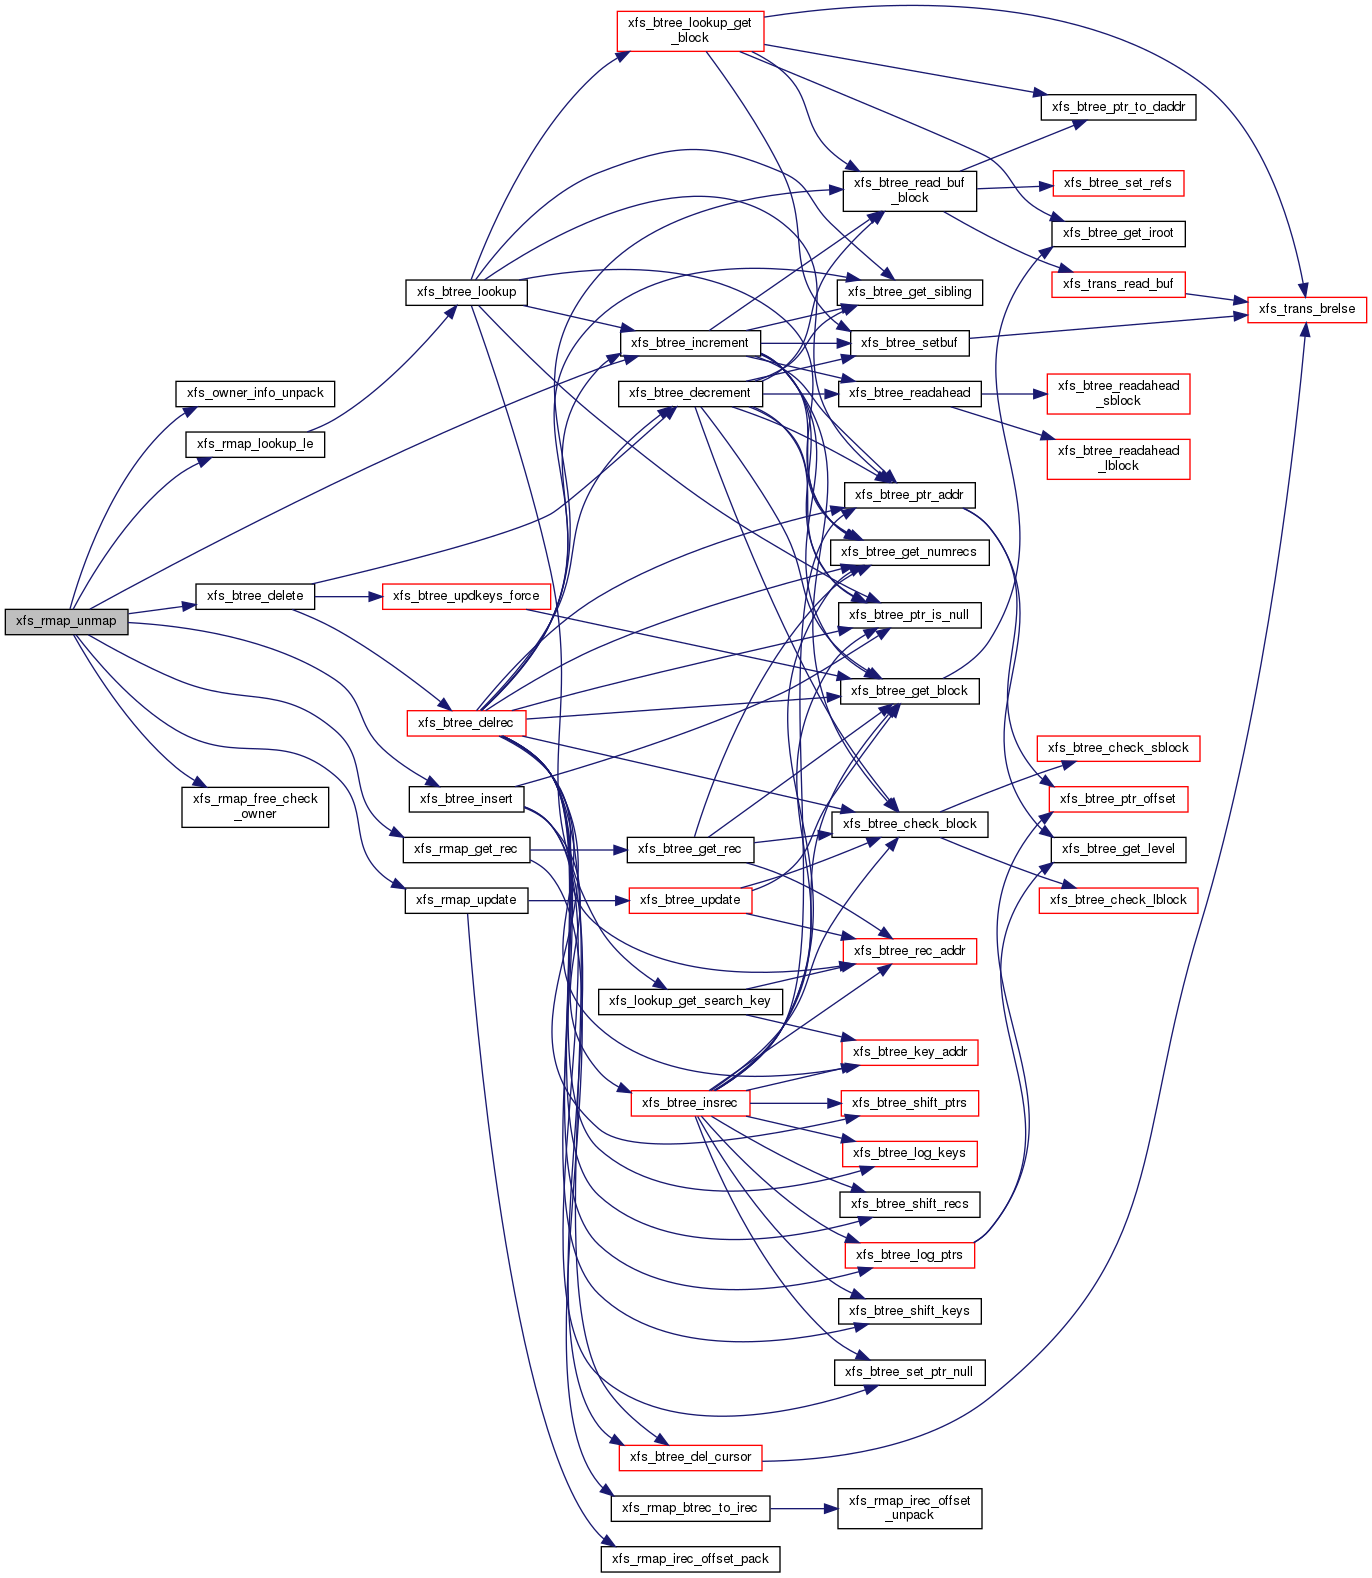 xfs_btree_lookup_get
_block
xfs_btree_ptr_to_daddr
xfs_btree_read_buf
_block
xfs_btree_set_refs
xfs_btree_get_iroot
xfs_btree_lookup
xfs_btree_get_sibling
xfs_trans_read_buf
xfs_trans_brelse
xfs_btree_increment
xfs_btree_setbuf
xfs_owner_info_unpack
xfs_btree_decrement
xfs_btree_readahead
xfs_btree_readahead
_sblock
xfs_rmap_lookup_le
xfs_btree_readahead
_lblock
xfs_btree_ptr_addr
xfs_btree_get_numrecs
xfs_btree_delete
xfs_btree_updkeys_force
xfs_rmap_unmap
xfs_btree_ptr_is_null
xfs_btree_get_block
xfs_btree_delrec
xfs_btree_check_sblock
xfs_rmap_free_check
_owner
xfs_btree_insert
xfs_btree_ptr_offset
xfs_btree_check_block
xfs_rmap_get_rec
xfs_btree_get_rec
xfs_btree_get_level
xfs_rmap_update
xfs_btree_update
xfs_btree_check_lblock
xfs_btree_rec_addr
xfs_lookup_get_search_key
xfs_btree_key_addr
xfs_btree_insrec
xfs_btree_shift_ptrs
xfs_btree_log_keys
xfs_btree_shift_recs
xfs_btree_log_ptrs
xfs_btree_shift_keys
xfs_btree_set_ptr_null
xfs_btree_del_cursor
xfs_rmap_btrec_to_irec
xfs_rmap_irec_offset
_unpack
xfs_rmap_irec_offset_pack